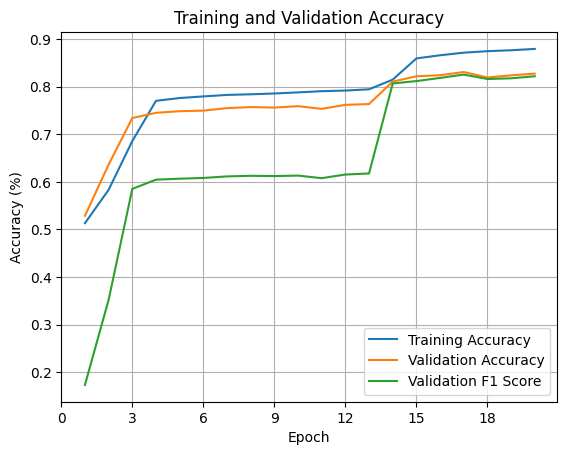 Training and Validation Accuracy
0.9
0.8
0.7
0.6
0.5
0.4
0.3
0.2
Accuracy (%)
Training Accuracy
Validation Accuracy
Validation F1 Score
0 3 6 9 12 15 18
Epoch